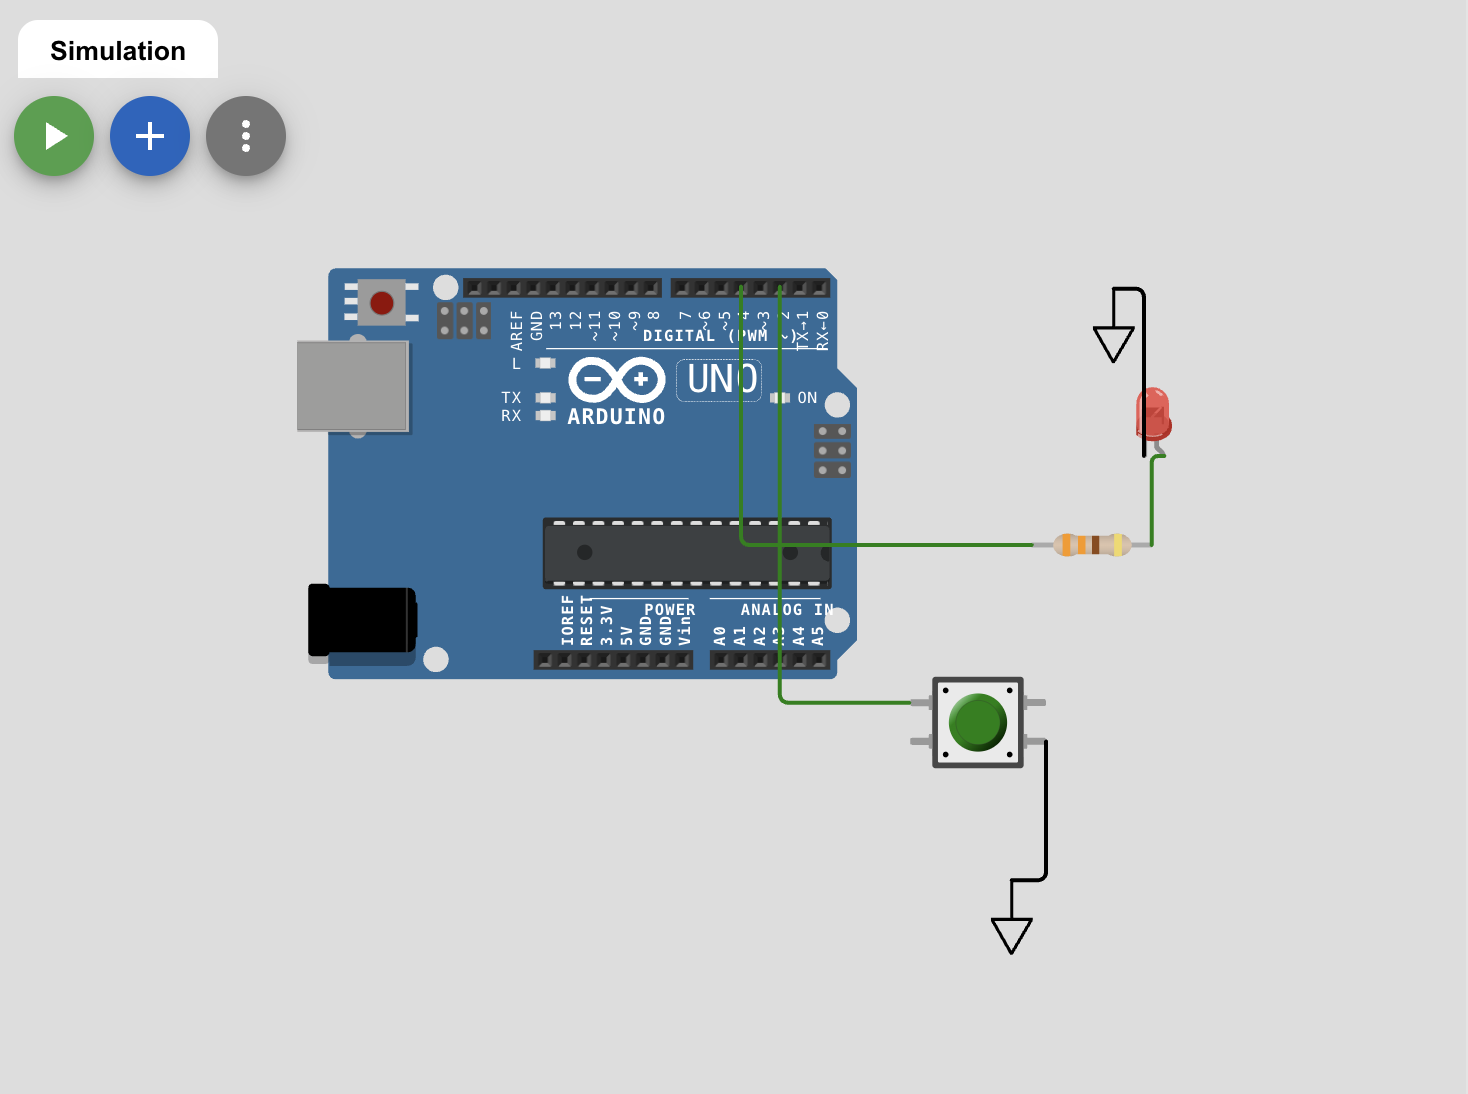 Simulation
AREF
GND
13
12
~11
~10
~9
8
7
~6
~5
4
~3
2
TX→1
RX←0
DIGITAL (PWM ~)
L
TX
RX
UNO
ARDUINO
ON
IOREF
RESET
3.3V
5V
GND
GND
Vin
POWER
ANALOG IN
A0
A1
A2
A3
A4
A5